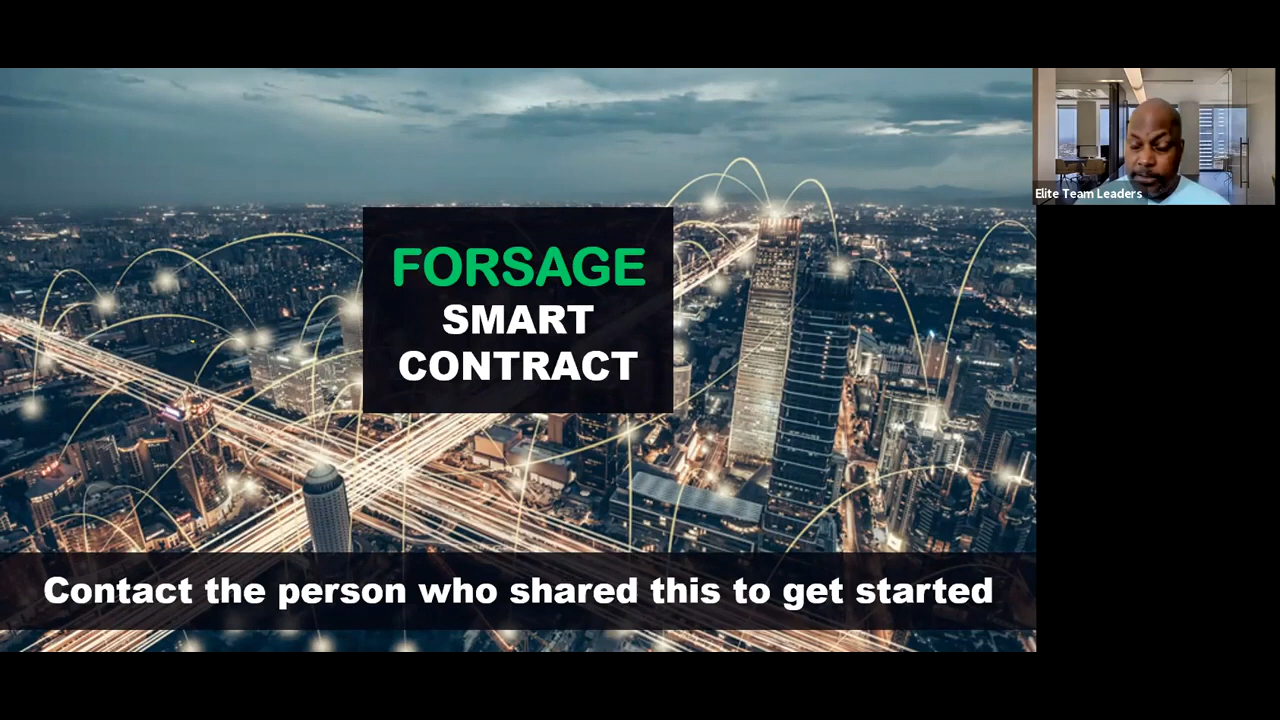 FORSAGE
SMART
CONTRACT
Contact the person who shared this to get started
Elite Team Leaders